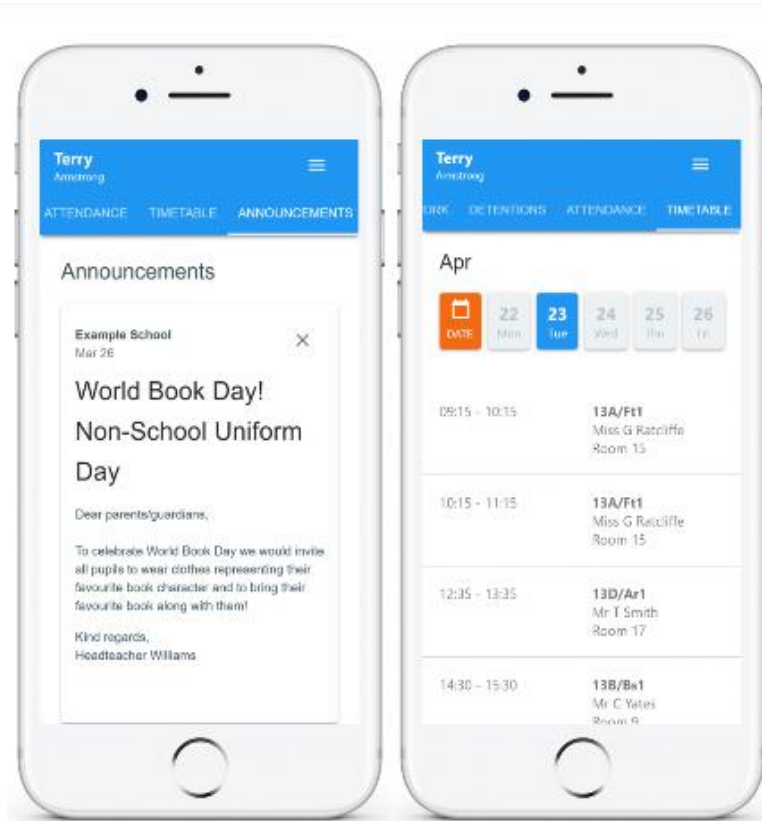 Terry
Armstrong
ATTENDANCE TIMETABLE ANNOUNCEMENTS
Announcements
Example School
Mar 26
World Book Day!
Non-School Uniform
Day
Dear parents/guardians,
To celebrate World Book Day we would invite
all pupils to wear clothes representing their
favourite book character and to bring their
favourite book along with them!
Kind regards,
Headteacher Williams
Terry
Armstrong
ORK DETENTIONS ATTENDANCE TIMETABLE
Apr
DATE
22
Mon
23
Tue
24
Wed
25
Thu
26
Fri
09:15 - 10:15
13A/Ft1
Miss G Ratcliffe
Room 15
10:15 - 11:15
13A/Ft1
Miss G Ratcliffe
Room 15
12:35 - 13:35
13D/Ar1
Mr T Smith
Room 17
14:30 - 15:30
13B/Bs1
Mr C Yates
Room 9